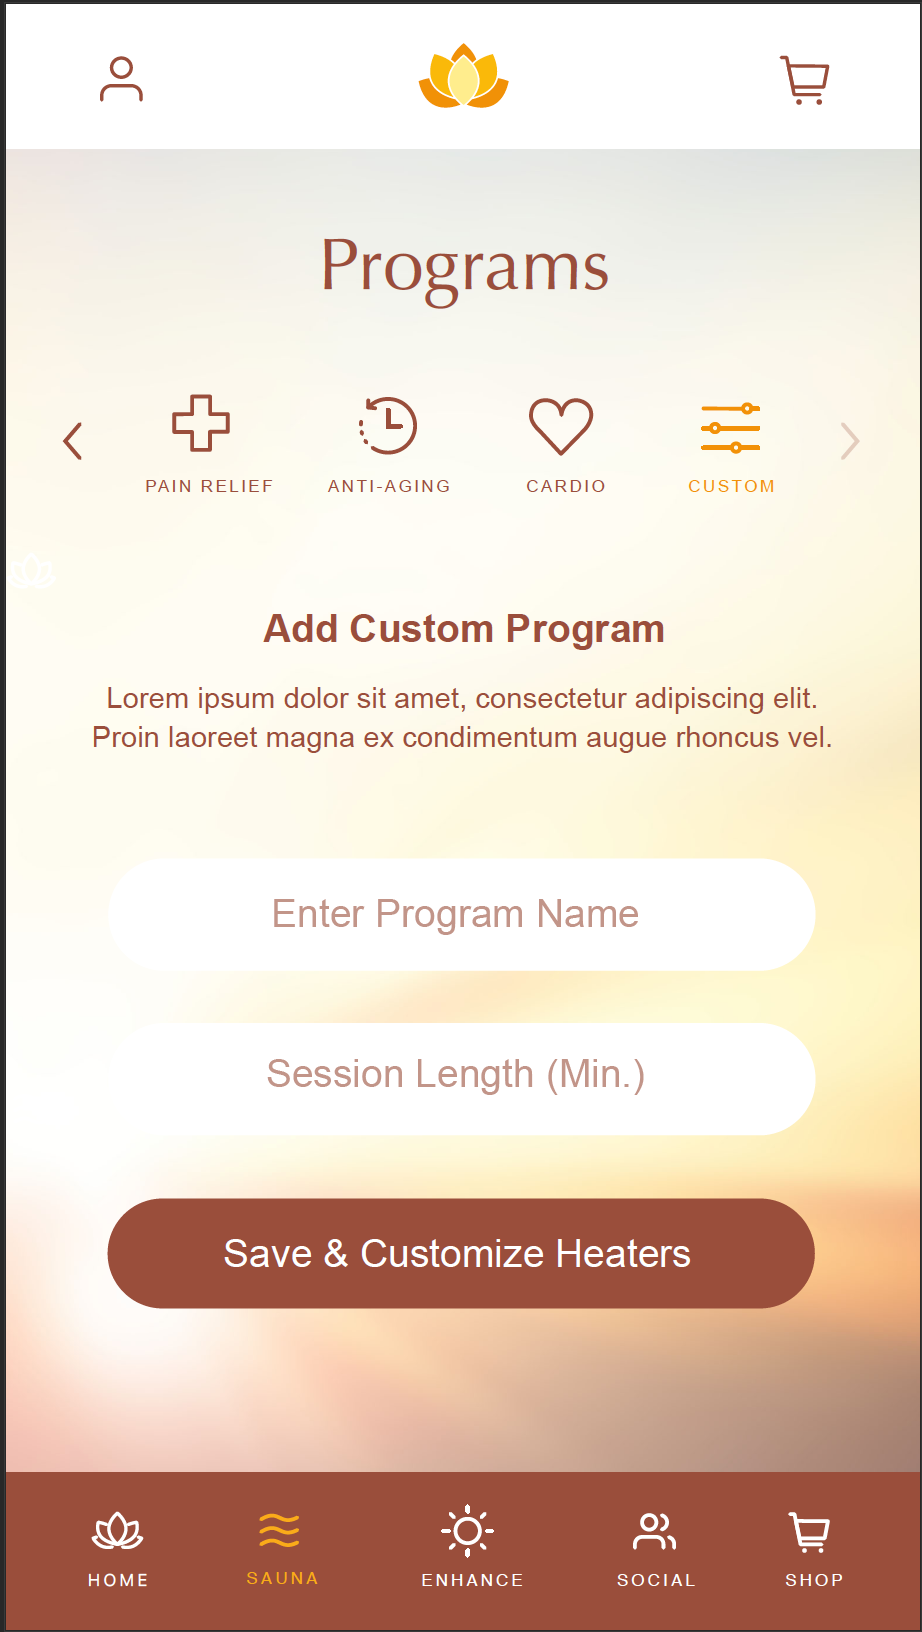 Programs
PAIN RELIEF
ANTI-AGING
CARDIO
CUSTOM
Add Custom Program
Lorem ipsum dolor sit amet, consectetur adipiscing elit.
Proin laoreet magna ex condimentum augue rhoncus vel.
Enter Program Name
Session Length (Min.)
Save & Customize Heaters
HOME
SAUNA
ENHANCE
SOCIAL
SHOP